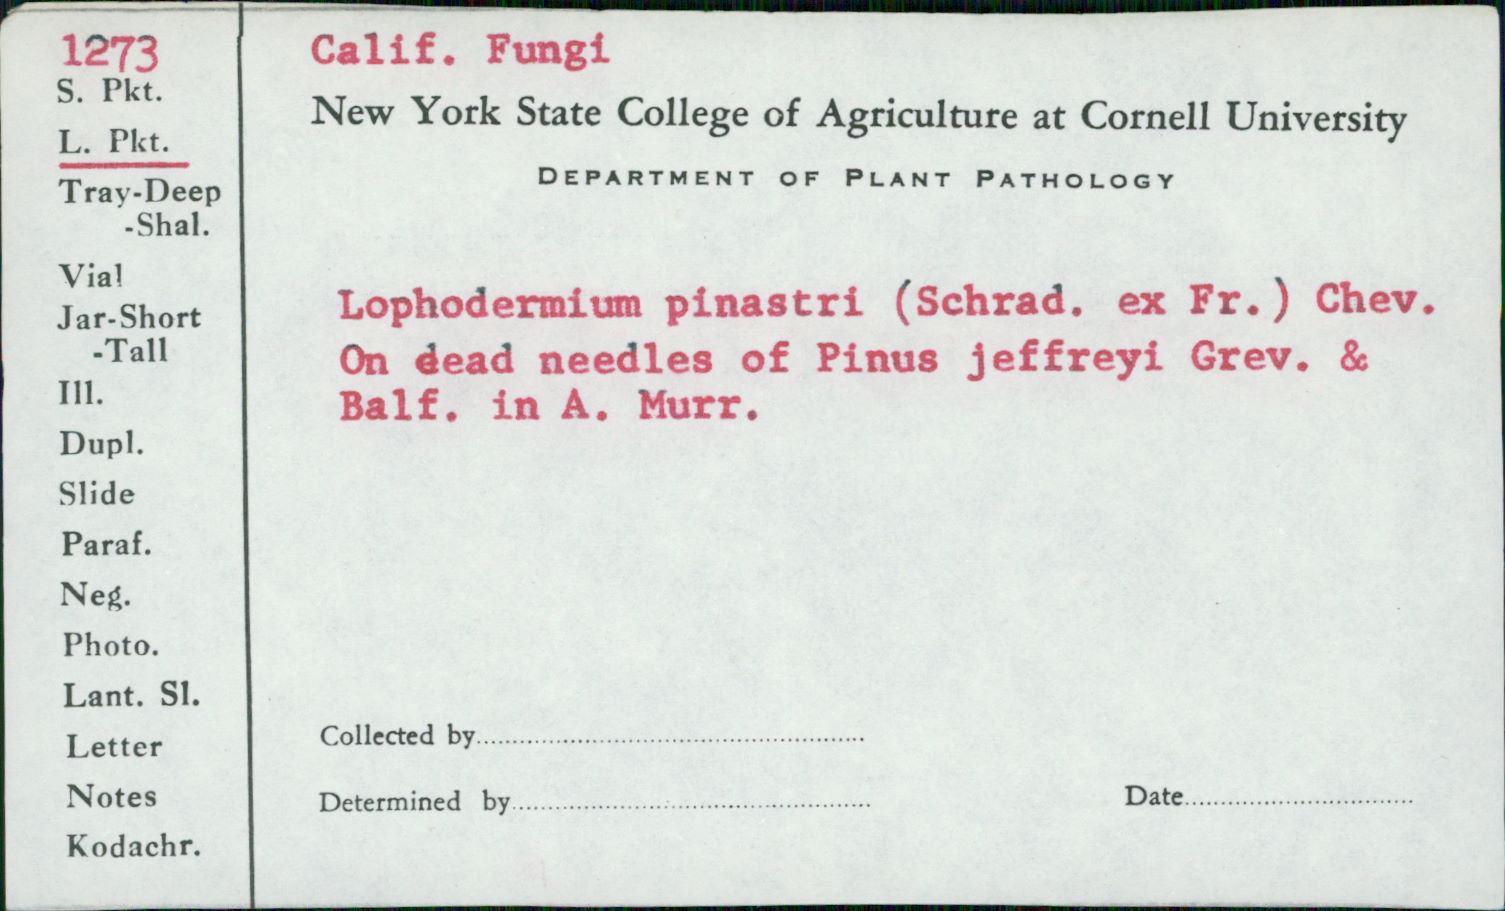 1273
S. Pkt.
L. Pkt.
Tray-Deep
-Shal.
Vial
Jar-Short
-Tall
Ill.
Dupl.
Slide
Paraf.
Neg.
Photo.
Lant. Sl.
Letter
Notes
Kodachr.
Calif. Fungi
New York State College of Agriculture at Cornell University
DEPARTMENT OF PLANT PATHOLOGY
Lophodermium pinastri (Schrad. ex Fr.) Chev.
On dead needles of Pinus jeffreyi Grev. &
Balf. in A. Murr.
Collected by
Determined by
Date